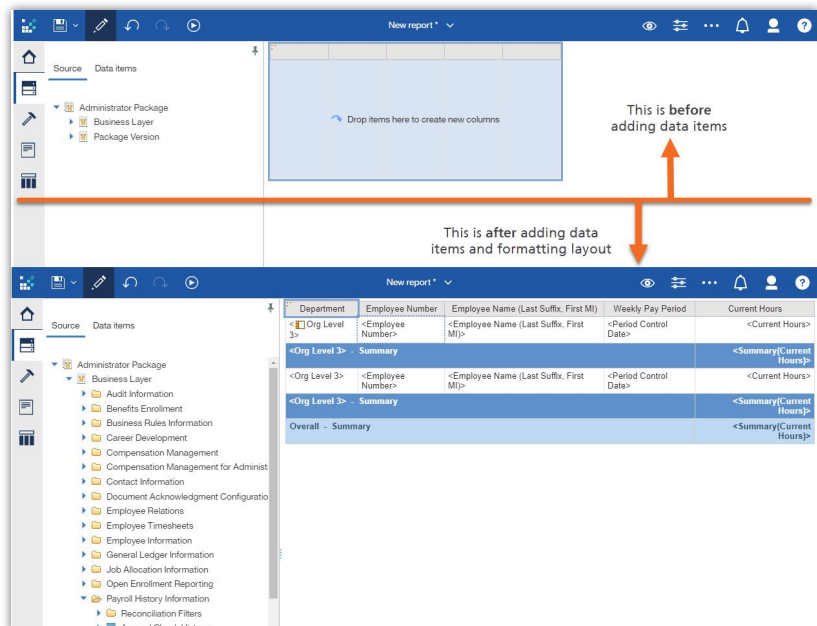 New report *
Source Data items
Administrator Package
Business Layer
Package Version
Drop items here to create new columns
This is before
adding data items
This is after adding data
items and formatting layout
New report *
Source Data items
Administrator Package
Business Layer
Audit Information
Benefits Enrollment
Business Rules Information
Career Development
Compensation Management
Compensation Management for Administ
Contact Information
Document Acknowledgment Configuratio
Employee Relations
Employee Timesheets
Employee Information
General Ledger Information
Job Allocation Information
Open Enrollment Reporting
Payroll History Information
Reconciliation Filters
Department Employee Number Employee Name (Last Suffix, First MI) Weekly Pay Period Current Hours
<Org Level <Employee <Employee Name (Last Suffix, First <Period Control <Current Hours>
3> Number> MI)> Date>
<Org Level 3> - Summary <Summary(Current
Hours)>
<Org Level 3> <Employee <Employee Name (Last Suffix, First <Period Control <Current Hours>
Number> MI)> Date>
<Org Level 3> - Summary <Summary(Current
Hours)>
Overall - Summary <Summary(Current
Hours)>